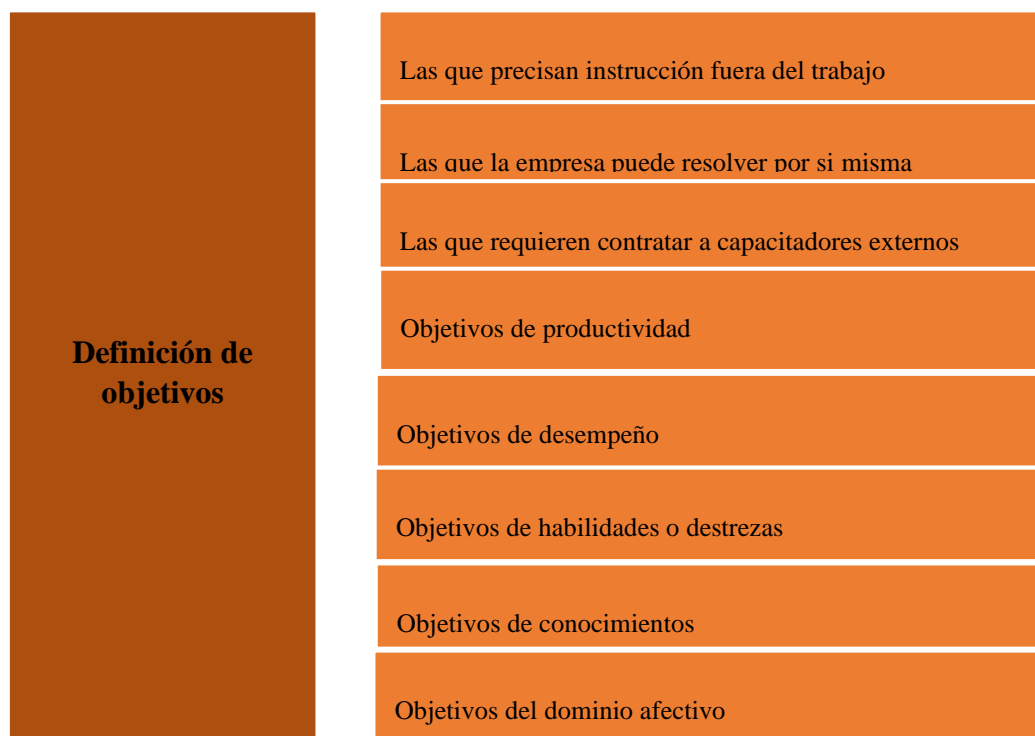 Definición de
objetivos
Las que precisan instrucción fuera del trabajo
Las que la empresa puede resolver por si misma
Las que requieren contratar a capacitadores externos
Objetivos de productividad
Objetivos de desempeño
Objetivos de habilidades o destrezas
Objetivos de conocimientos
Objetivos del dominio afectivo